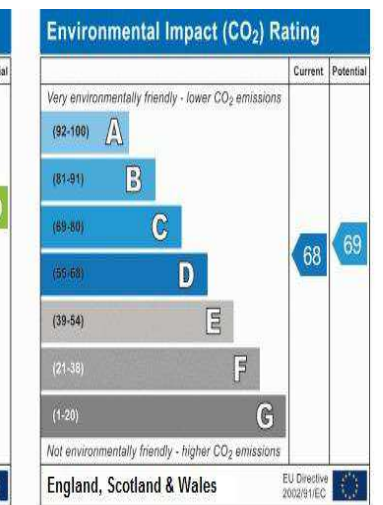 Environmental Impact (CO₂) Rating
Current Potential
Very environmentally friendly - lower CO₂ emissions
(92-100) A
(81-91) B
(69-80) C
(55-68) D
68 69
(39-54) E
(21-38) F
(1-20) G
Not environmentally friendly - higher CO₂ emissions
England, Scotland & Wales
EU Directive
2002/91/EC